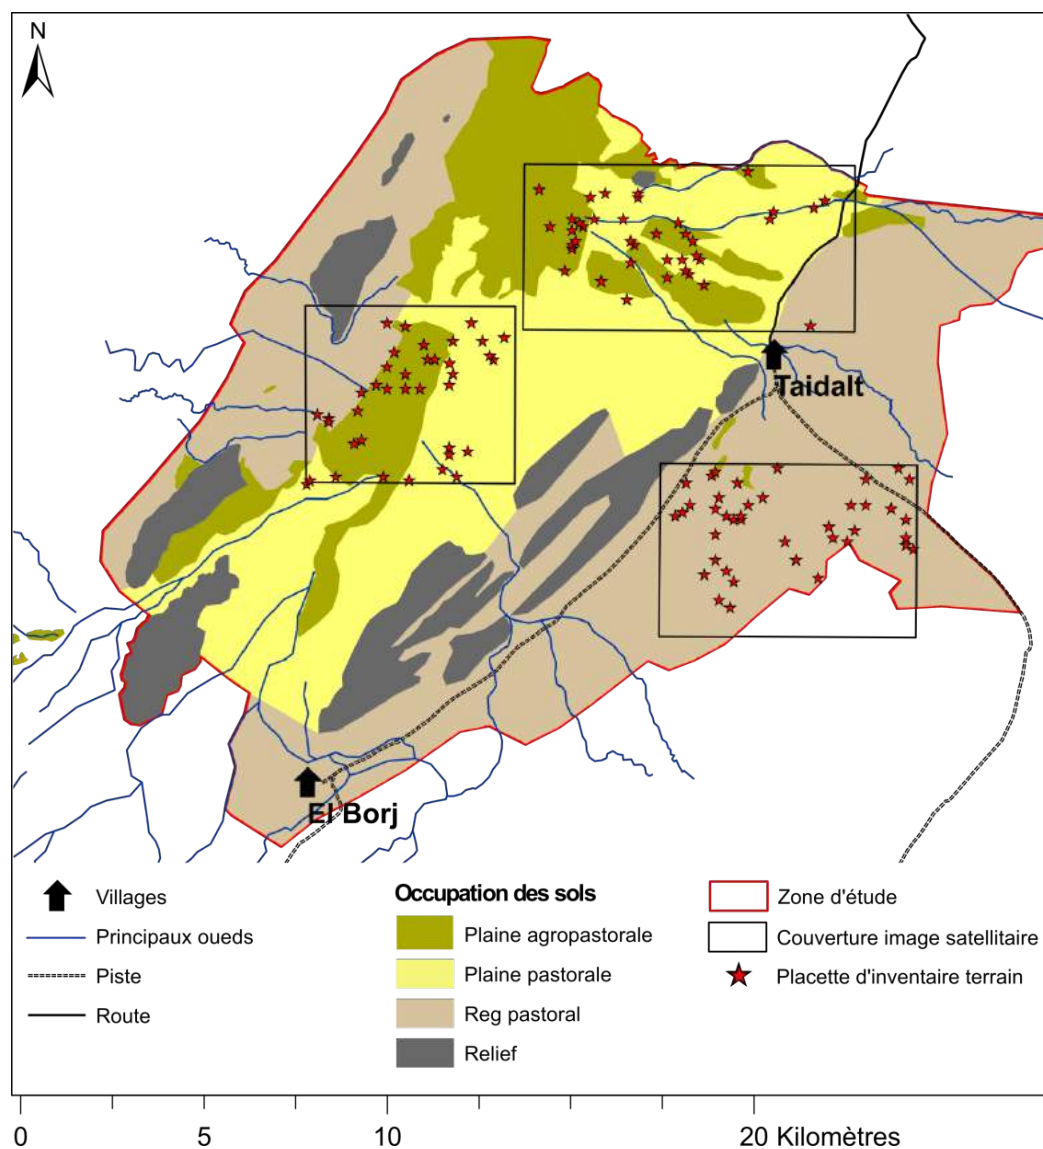 N
Taidalt
El Borj
Villages
Principaux oueds
Piste
Route
Occupation des sols
Plaine agropastorale
Plaine pastorale
Reg pastoral
Relief
Zone d'étude
Couverture image satellitaire
Placette d'inventaire terrain
0 5 10 20 Kilomètres